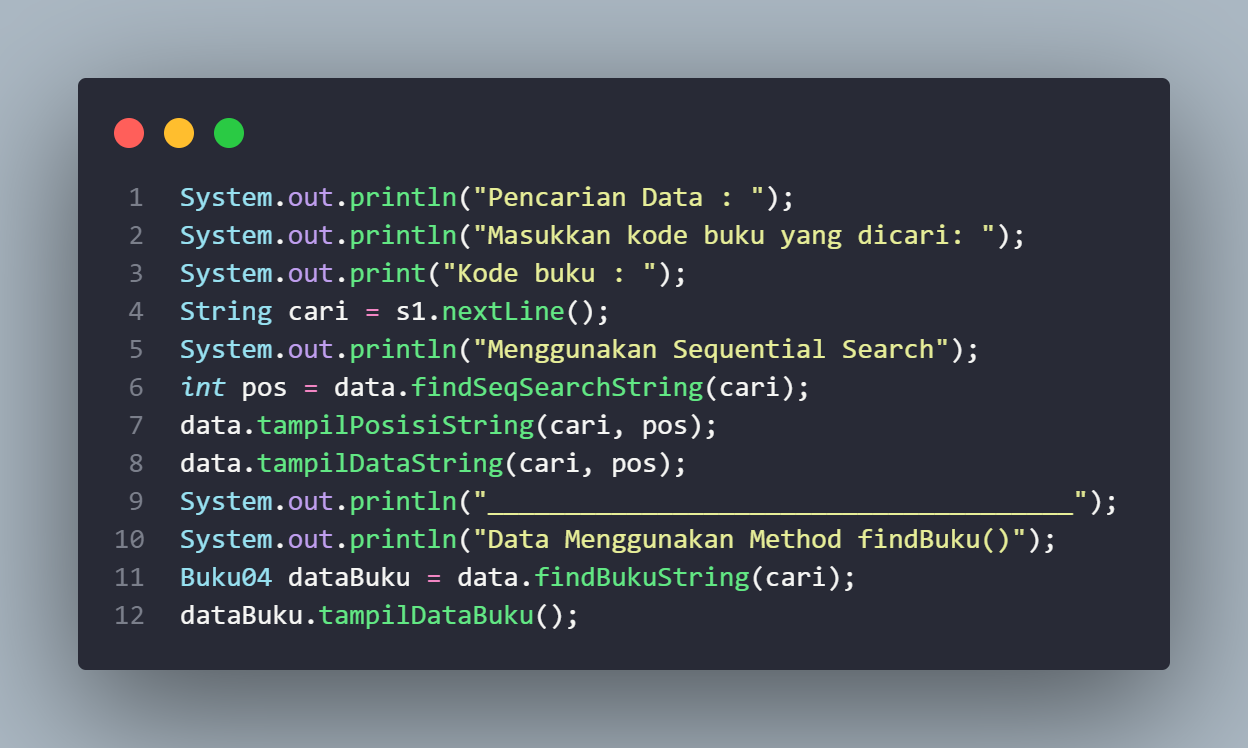 1 System.out.println("Pencarian Data : ");
2 System.out.println("Masukkan kode buku yang dicari: ");
3 System.out.print("Kode buku : ");
4 String cari = s1.nextLine();
5 System.out.println("Menggunakan Sequential Search");
6 int pos = data.findSeqSearchString(cari);
7 data.tampilPosisiString(cari, pos);
8 data.tampilDataString(cari, pos);
9 System.out.println("______________________________________");
10 System.out.println("Data Menggunakan Method findBuku()");
11 Buku04 dataBuku = data.findBukuString(cari);
12 dataBuku.tampilDataBuku();